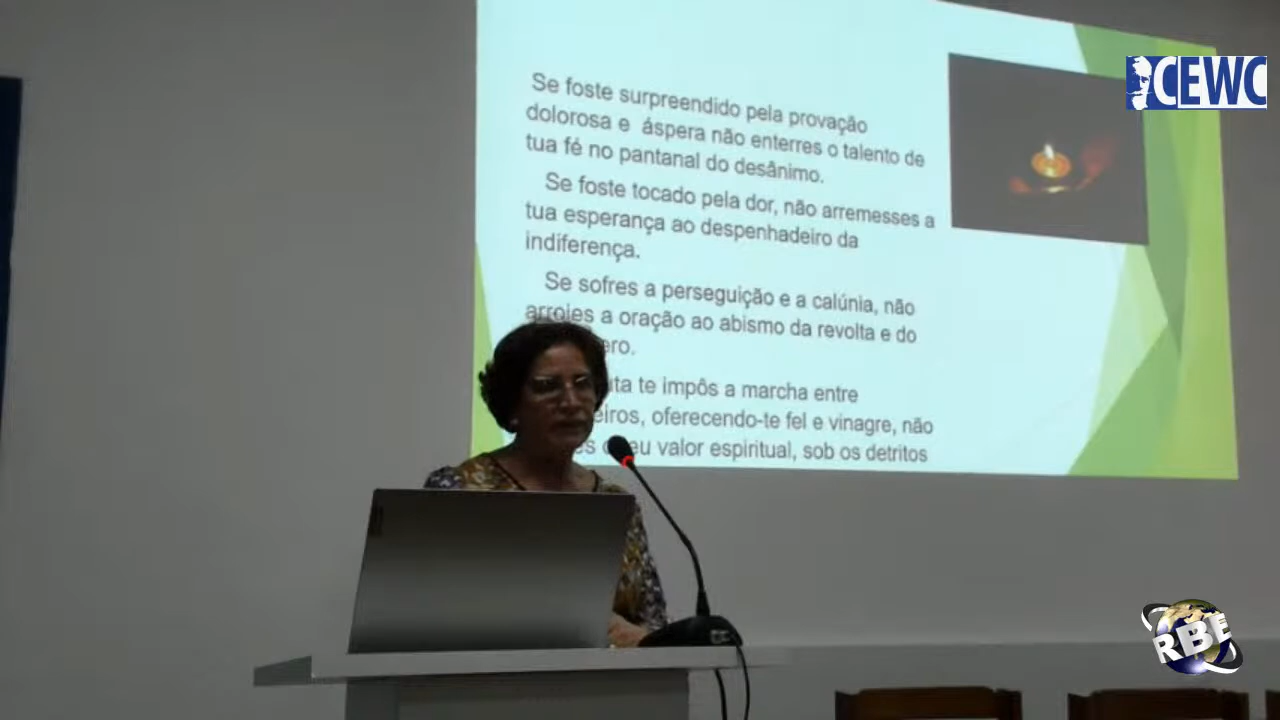 Se foste surpreendido pela provação
dolorosa e áspera não enterres o talento de
tua fé no pantanal do desânimo.
Se foste tocado pela dor, não arremesses a
tua esperança ao despenhadeiro da
indiferença.
Se sofres a perseguição e a calúnia, não
arrojes a oração ao abismo da revolta e do
te impôs a marcha entre
oferecendo-te fel e vinagre, não
valor espiritual, sob os detritos
CEWC
RBE